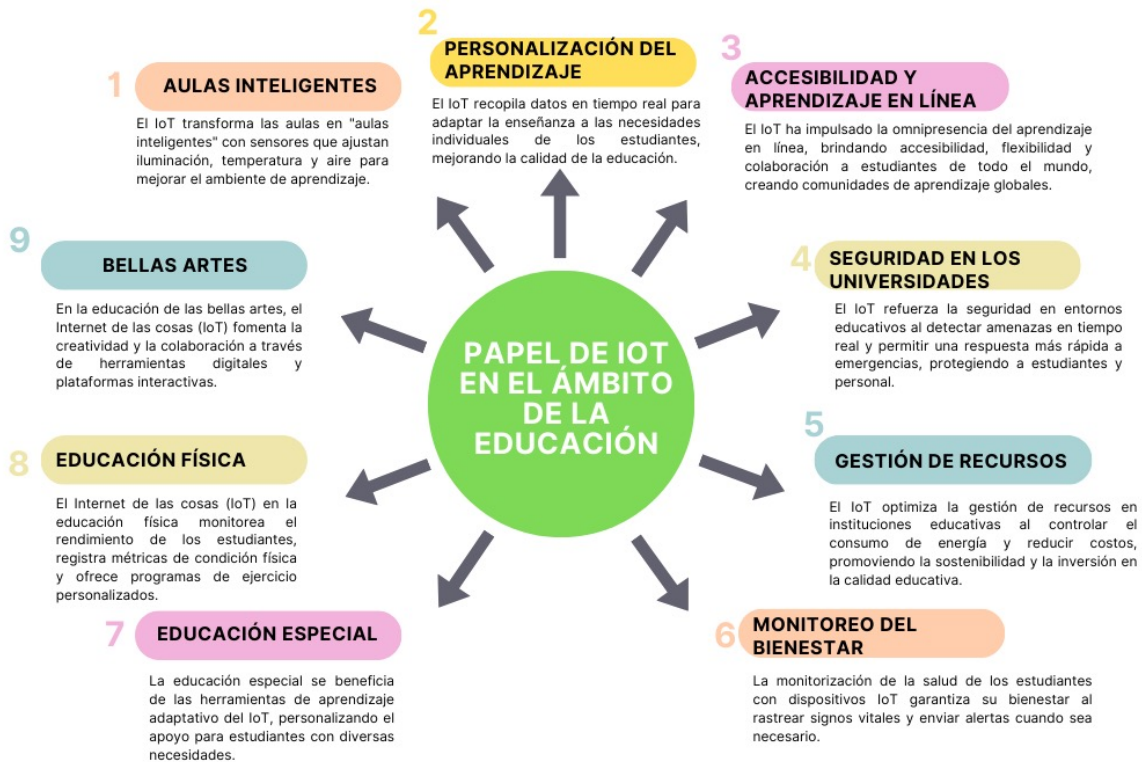 PAPEL DE IOT
EN EL ÁMBITO
DE LA
EDUCACIÓN
1
AULAS INTELIGENTES
El IoT transforma las aulas en "aulas
inteligentes" con sensores que ajustan
iluminación, temperatura y aire para
mejorar el ambiente de aprendizaje.
2
PERSONALIZACIÓN DEL
APRENDIZAJE
El IoT recopila datos en tiempo real para
adaptar la enseñanza a las necesidades
individuales de los estudiantes,
mejorando la calidad de la educación.
3
ACCESIBILIDAD Y
APRENDIZAJE EN LÍNEA
El IoT ha impulsado la omnipresencia del aprendizaje
en línea, brindando accesibilidad, flexibilidad y
colaboración a estudiantes de todo el mundo,
creando comunidades de aprendizaje globales.
4
SEGURIDAD EN LOS
UNIVERSIDADES
El IoT refuerza la seguridad en entornos
educativos al detectar amenazas en tiempo
real y permitir una respuesta más rápida a
emergencias, protegiendo a estudiantes y
personal.
5
GESTIÓN DE RECURSOS
El IoT optimiza la gestión de recursos en
instituciones educativas al controlar el
consumo de energía y reducir costos,
promoviendo la sostenibilidad y la inversión en
la calidad educativa.
6
MONITOREO DEL
BIENESTAR
La monitorización de la salud de los estudiantes
con dispositivos IoT garantiza su bienestar al
rastrear signos vitales y enviar alertas cuando sea
necesario.
7
EDUCACIÓN ESPECIAL
La educación especial se beneficia
de las herramientas de aprendizaje
adaptativo del IoT, personalizando el
apoyo para estudiantes con diversas
necesidades.
8
EDUCACIÓN FÍSICA
El Internet de las cosas (IoT) en la
educación física monitorea el
rendimiento de los estudiantes,
registra métricas de condición física
y ofrece programas de ejercicio
personalizados.
9
BELLAS ARTES
En la educación de las bellas artes, el
Internet de las cosas (IoT) fomenta la
creatividad y la colaboración a través
de herramientas digitales y
plataformas interactivas.